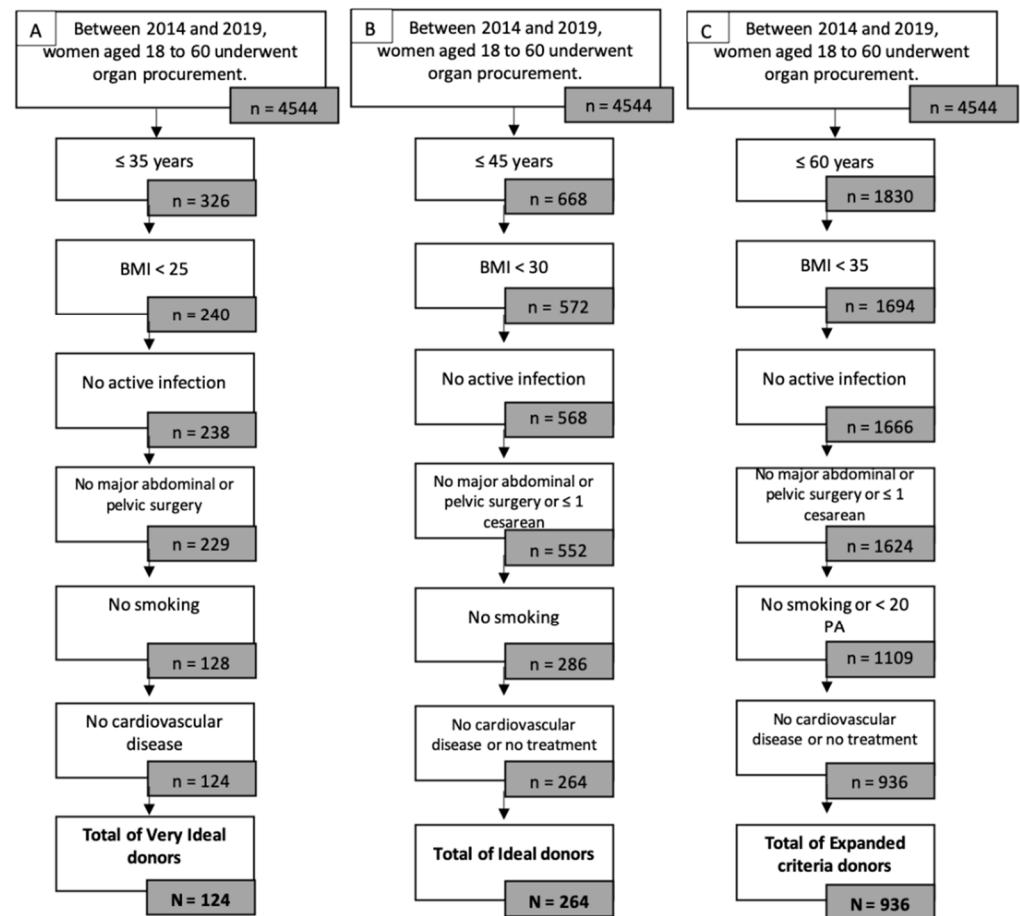 A
Between 2014 and 2019,
women aged 18 to 60 underwent
organ procurement.
n = 4544
≤ 35 years
n = 326
BMI < 25
n = 240
No active infection
n = 238
No major abdominal or
pelvic surgery
n = 229
No smoking
n = 128
No cardiovascular
disease
n = 124
Total of Very Ideal
donors
N = 124
B
Between 2014 and 2019,
women aged 18 to 60 underwent
organ procurement.
n = 4544
≤ 45 years
n = 668
BMI < 30
n = 572
No active infection
n = 568
No major abdominal or
pelvic surgery or ≤ 1
cesarean
n = 552
No smoking
n = 286
No cardiovascular
disease or no treatment
n = 264
Total of Ideal donors
N = 264
C
Between 2014 and 2019,
women aged 18 to 60 underwent
organ procurement.
n = 4544
≤ 60 years
n = 1830
BMI < 35
n = 1694
No active infection
n = 1666
No major abdominal or
pelvic surgery or ≤ 1
cesarean
n = 1624
No smoking or < 20
PA
n = 1109
No cardiovascular
disease or no treatment
n = 936
Total of Expanded
criteria donors
N = 936